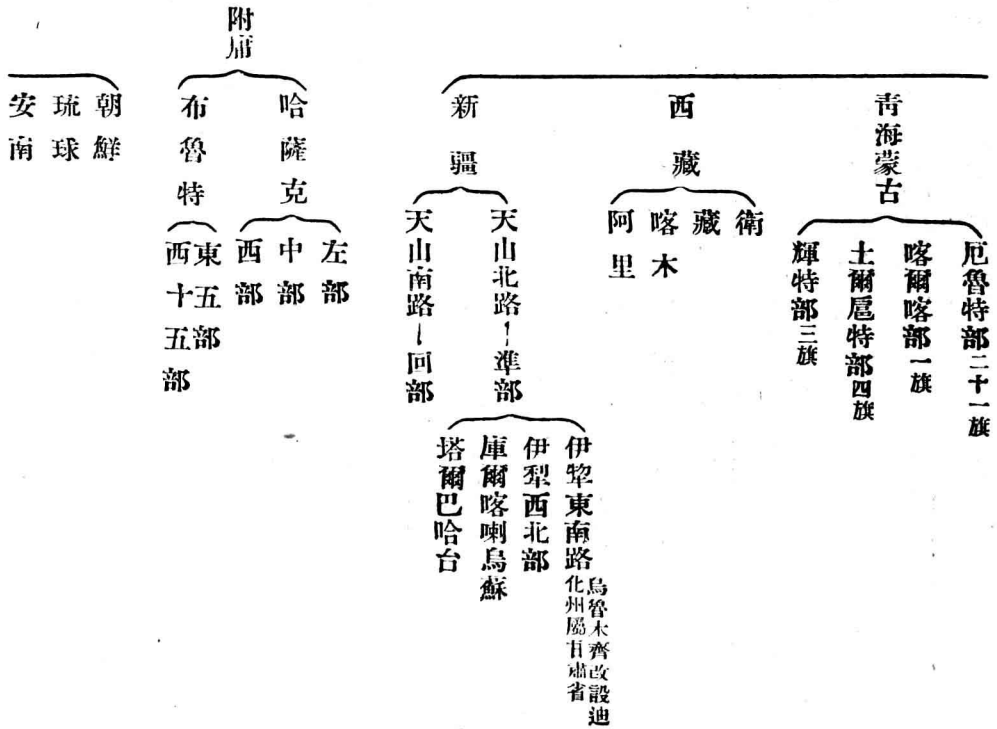 青海蒙古
厄魯特部二十一旗
喀爾喀部一旗
土爾扈特部四旗
輝特部三旗
西藏
衛
藏
喀木
阿里
新疆
天山北路—準部
伊犂東南路烏魯木齊改設迪化州屬甘肅省
伊犂西北部
庫爾喀喇烏蘇
塔爾巴哈台
天山南路—回部
附庸
哈薩克
左部
中部
西部
布魯特
東五部
西十五部
朝鮮
琉球
安南